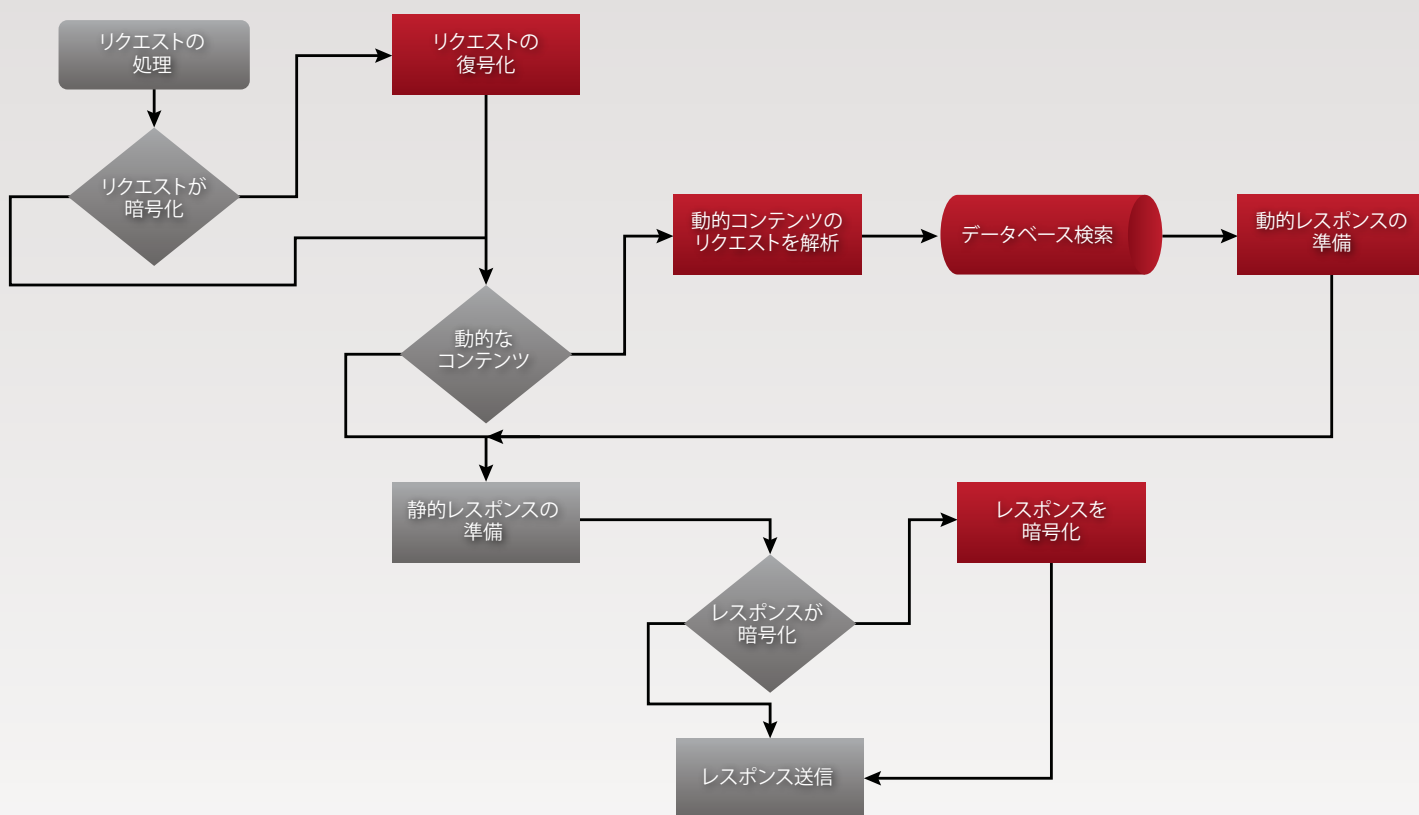 リクエストの
処理
リクエストの
復号化
リクエストが
暗号化
動的コンテンツの
リクエストを解析
データベース検索
動的レスポンスの
準備
動的な
コンテンツ
静的レスポンスの
準備
レスポンスを
暗号化
レスポンスが
暗号化
レスポンス送信